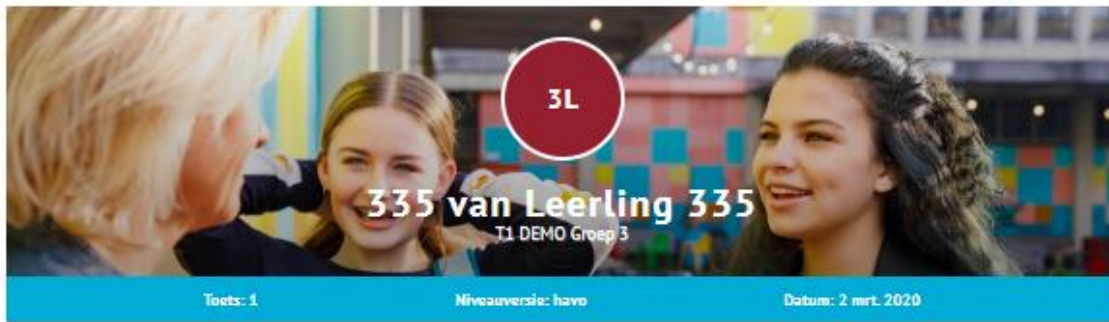 3L
335 van Leerling 335
T1 DEMO Groep 3
Toets: 1 Niveauversie: havo Datum: 2 mrt. 2020